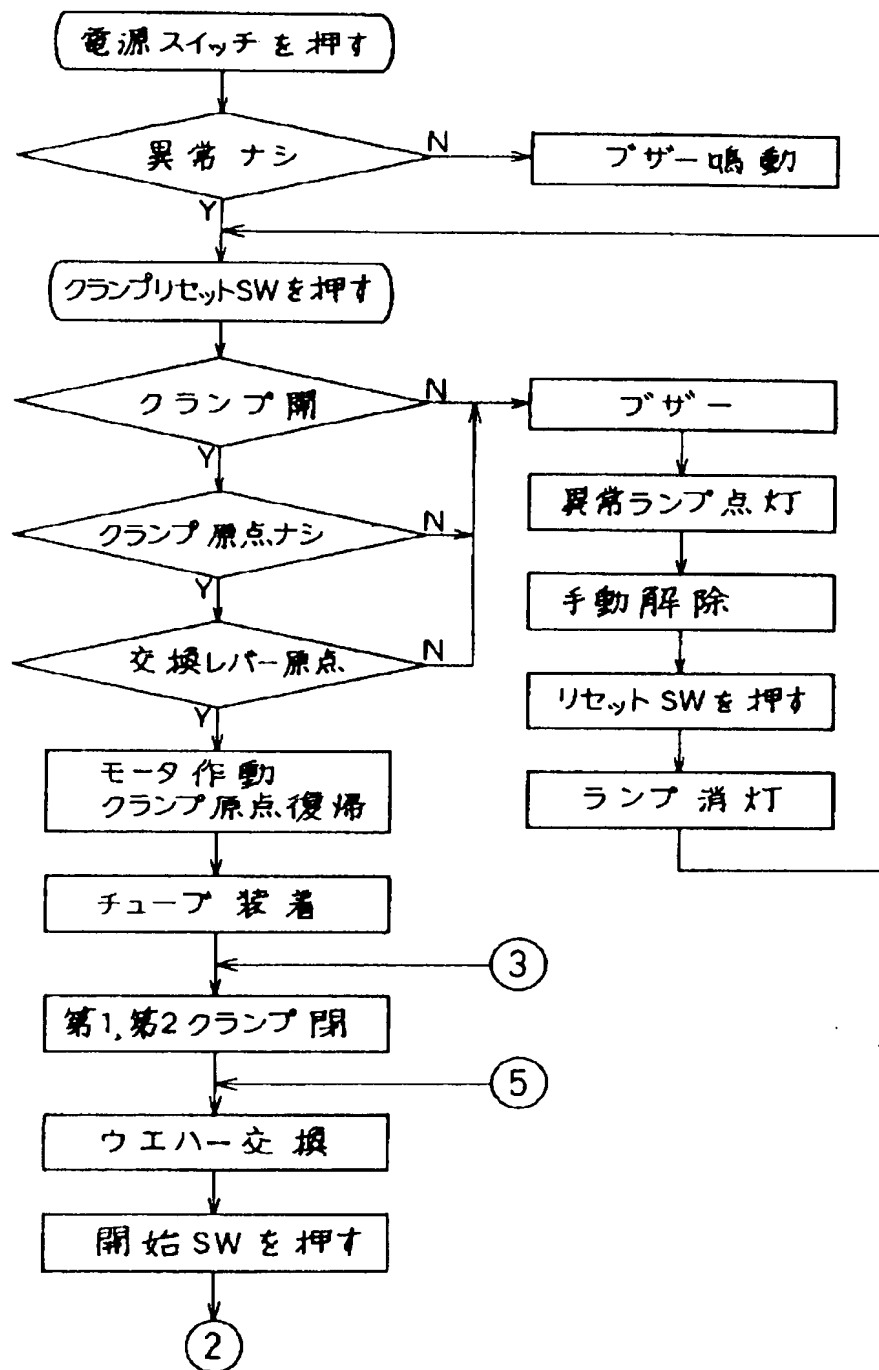 電源スイッチを押す
異常ナシ
N
ブザー鳴動
Y
クランプリセットSWを押す
クランプ開
N
ブザー
Y
異常ランプ点灯
クランプ原点ナシ
N
手動解除
Y
交換レバー原点
N
リセットSWを押す
Y
モータ作動
クランプ原点復帰
ランプ消灯
チューブ装着
3
第1,第2クランプ閉
5
ウエハー交換
開始SWを押す
2